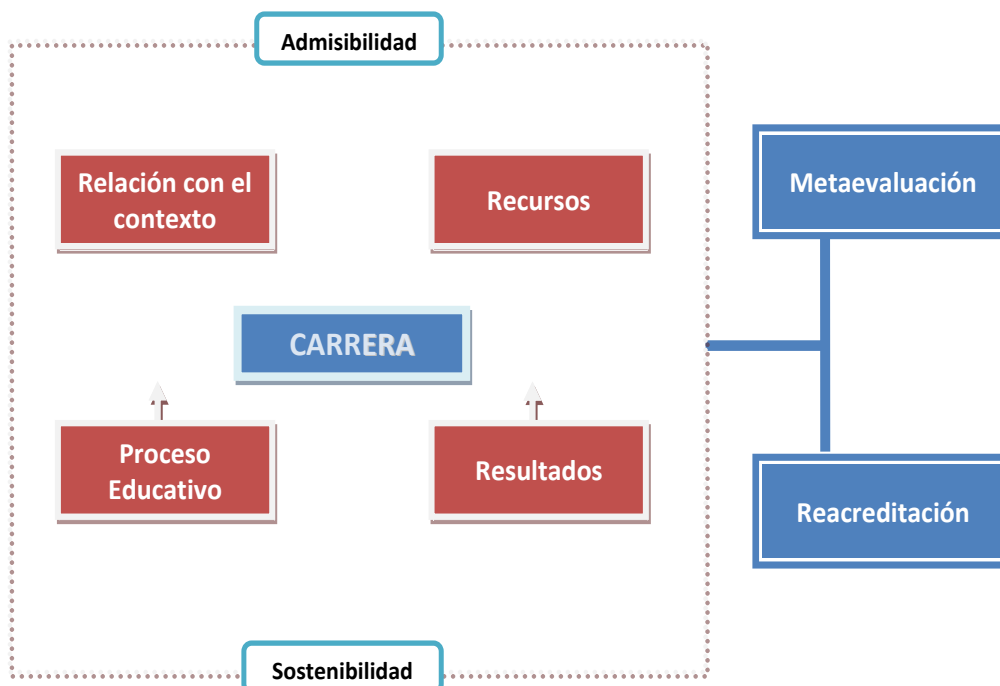 Admisibilidad
Relación con el
contexto
Recursos
Metaevaluación
CARRERA
Proceso
Educativo
Resultados
Reacreditación
Sostenibilidad